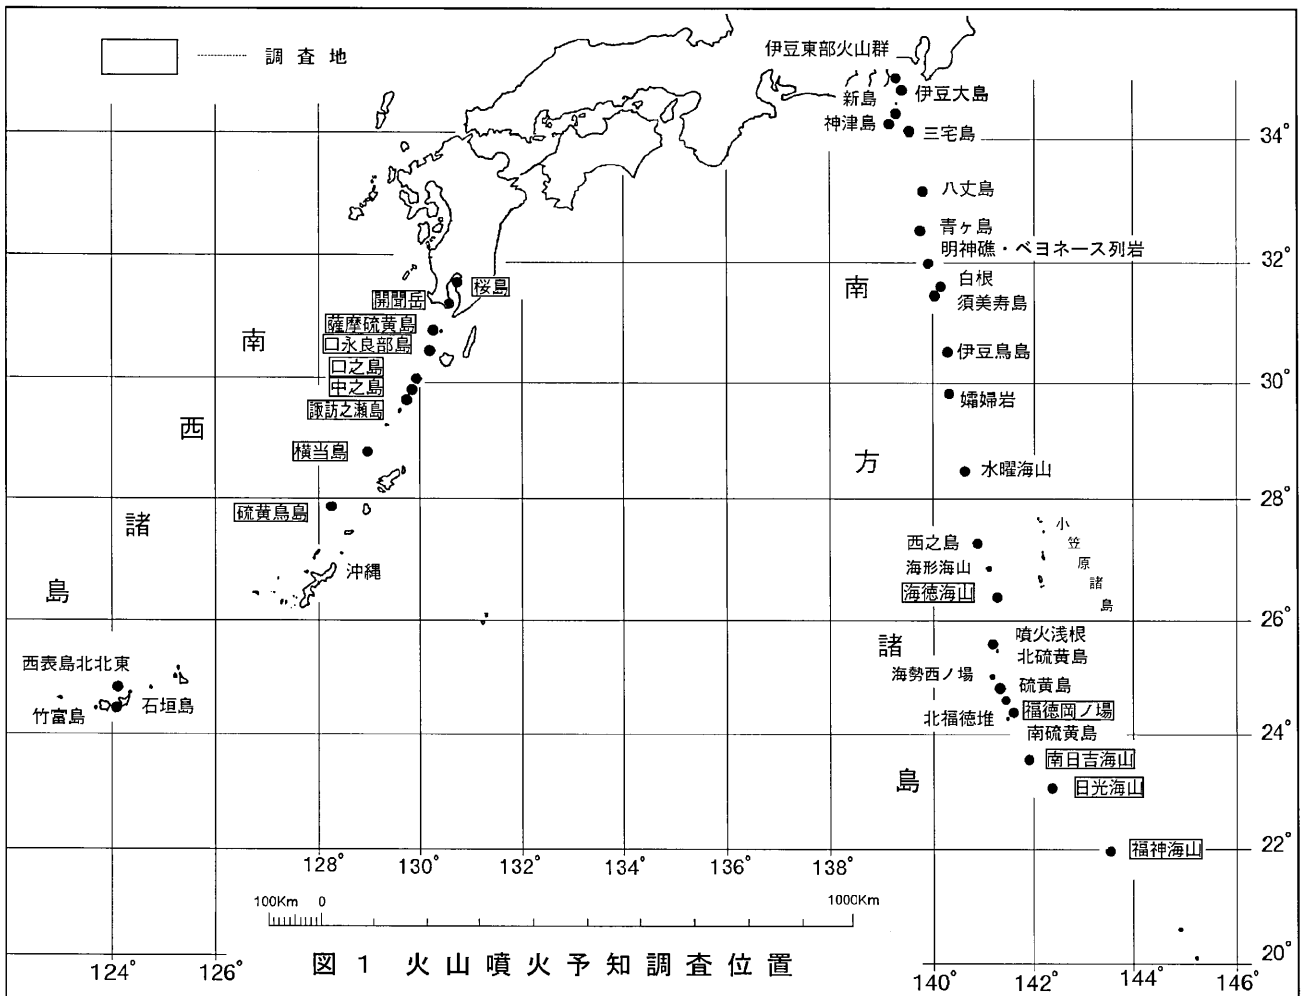 調査地
伊豆東部火山群
伊豆大島
新島
神津島
三宅島
34°
八丈島
青ヶ島
明神礁・ベヨネース列岩
32°
白根
須美寿島
桜島
開聞岳
薩摩硫黄島
口永良部島
口之島
中之島
諏訪之瀬島
横当島
硫黄鳥島
伊豆鳥島
30°
孀婦岩
水曜海山
28°
南西諸島
南方諸島
西之島
海形海山
海徳海山
小笠原諸島
沖縄
26°
噴火浅根
北硫黄島
海勢西ノ場
硫黄島
福徳岡ノ場
北福徳堆
南硫黄島
24°
西表島北北東
石垣島
竹富島
南日吉海山
日光海山
福神海山
22°
128°
130°
132°
134°
136°
138°
100Km 0 1000Km
20°
124°
126°
140°
142°
144°
146°
図1 火山噴火予知調査位置